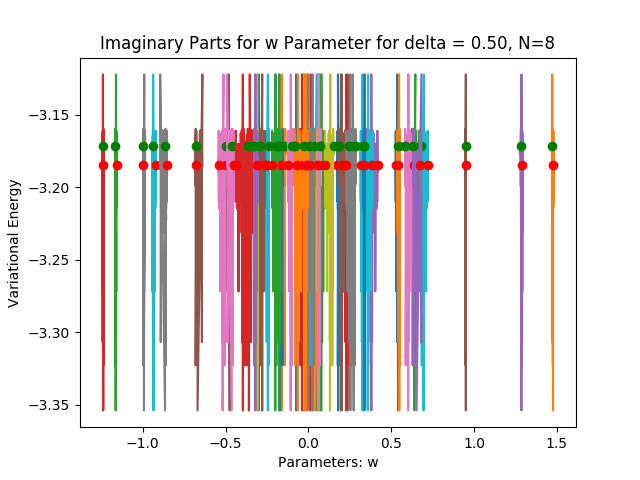 Imaginary Parts for w Parameter for delta = 0.50, N=8
−3.15
−3.20
−3.25
−3.30
−3.35
Variational Energy
−1.0 −0.5 0.0 0.5 1.0 1.5
Parameters: w